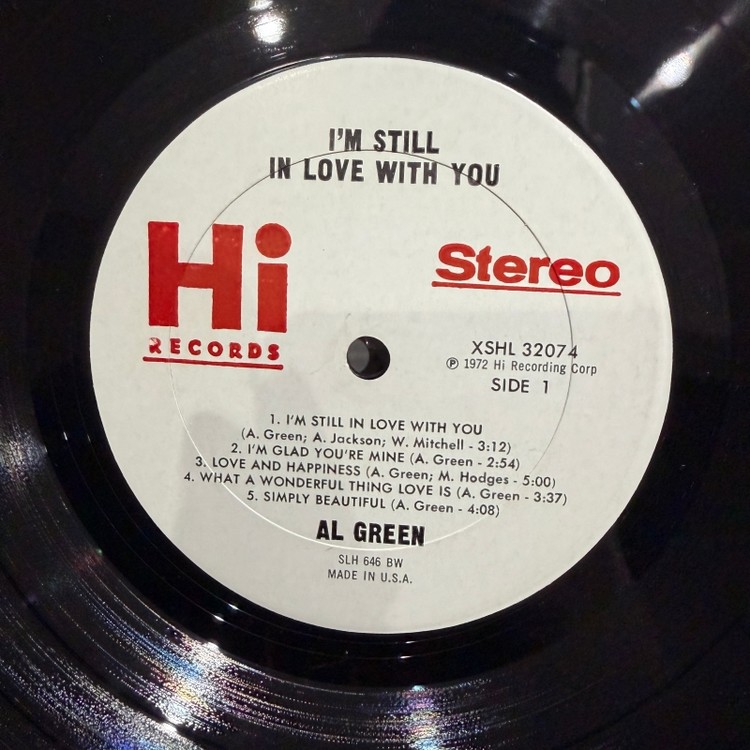 I'M STILL
IN LOVE WITH YOU
Hi
RECORDS
Stereo
XSHL 32074
℗ 1972 Hi Recording Corp
SIDE 1
1. I'M STILL IN LOVE WITH YOU
(A. Green; A. Jackson; W. Mitchell - 3:12)
2. I'M GLAD YOU'RE MINE (A. Green - 2:54)
3. LOVE AND HAPPINESS (A. Green; M. Hodges - 5:00)
4. WHAT A WONDERFUL THING LOVE IS (A. Green - 3:37)
5. SIMPLY BEAUTIFUL (A. Green - 4:08)
AL GREEN
SLH 646 BW
MADE IN U.S.A.